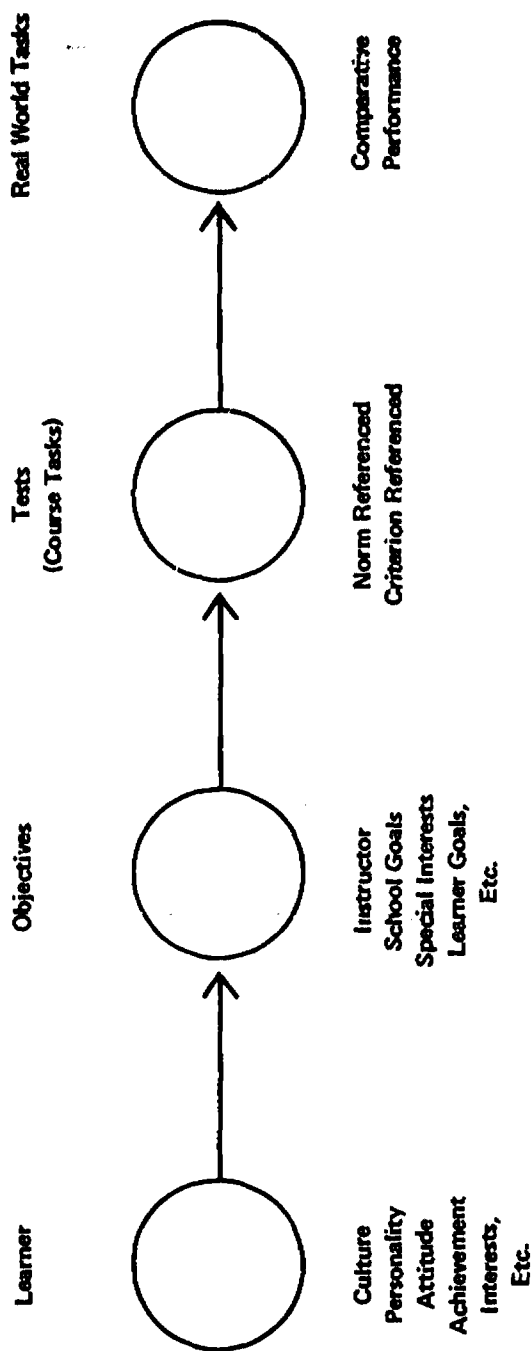 Learner
Objectives
Tests
(Course Tasks)
Real World Tasks
Culture
Personality
Attitude
Achievement
Interests,
Etc.
Instructor
School Goals
Special Interests
Learner Goals,
Etc.
Norm Referenced
Criterion Referenced
Comparative
Performance